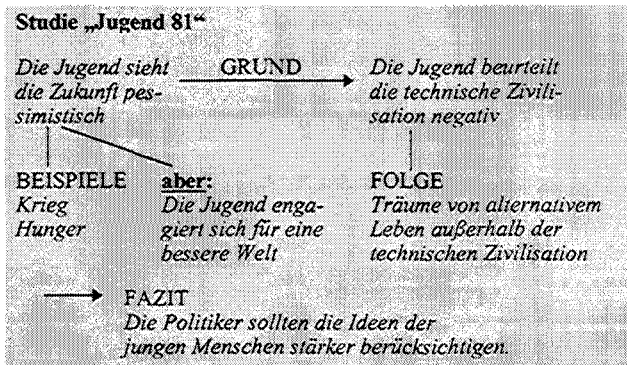 Studie „Jugend 81“
Die Jugend sieht
die Zukunft pes-
simistisch
GRUND
Die Jugend beurteilt
die technische Zivili-
sation negativ
BEISPIELE
Krieg
Hunger
aber:
Die Jugend enga-
giert sich für eine
bessere Welt
FOLGE
Träume von alternativem
Leben außerhalb der
technischen Zivilisation
FAZIT
Die Politiker sollten die Ideen der
jungen Menschen stärker berücksichtigen.